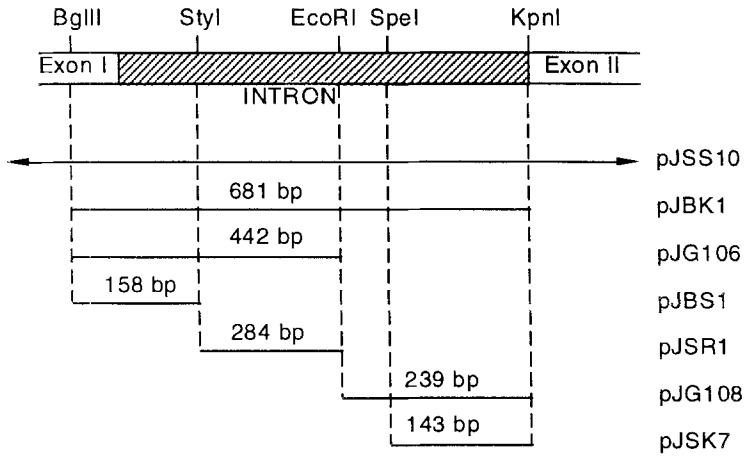 BglII StyI EcoRI SpeI KpnI
Exon I Exon II
INTRON
pJSS10
681 bp
pJBK1
442 bp
pJG106
158 bp
pJBS1
284 bp
pJSR1
239 bp
pJG108
143 bp
pJSK7